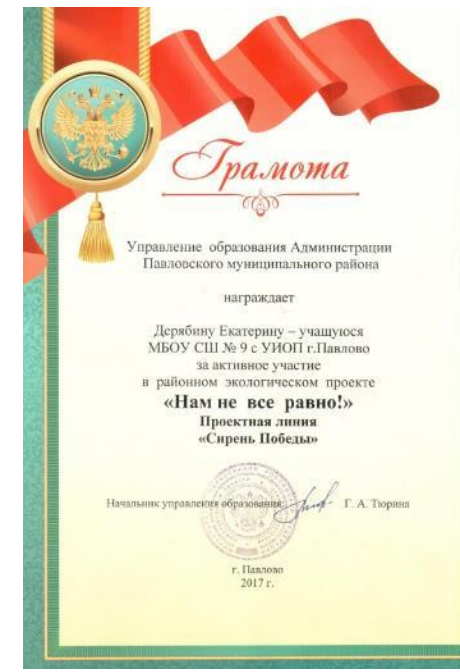 Грамота
Управление образования Администрации
Павловского муниципального района
награждает
Дерябину Екатерину – учащуюся
МБОУ СШ № 9 с УИОП г.Павлово
за активное участие
в районном экологическом проекте
«Нам не все равно!»
Проектная линия
«Сирень Победы»
Начальник управления образования Г. А. Тюрина
г. Павлово
2017 г.